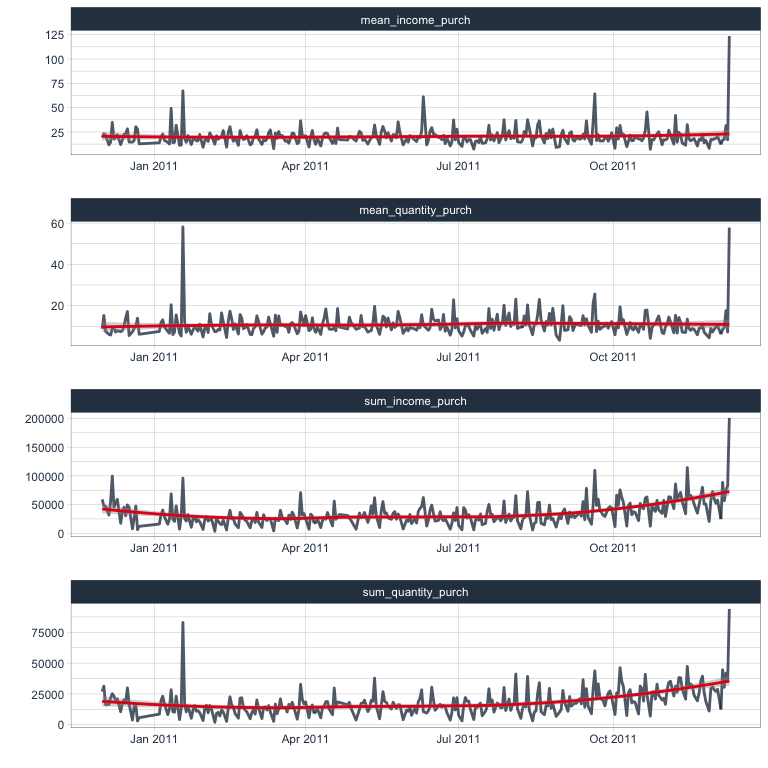 mean_income_purch
125
100
75
50
25
Jan 2011 Apr 2011 Jul 2011 Oct 2011
mean_quantity_purch
60
40
20
Jan 2011 Apr 2011 Jul 2011 Oct 2011
sum_income_purch
200000
150000
100000
50000
0
Jan 2011 Apr 2011 Jul 2011 Oct 2011
sum_quantity_purch
75000
50000
25000
0
Jan 2011 Apr 2011 Jul 2011 Oct 2011